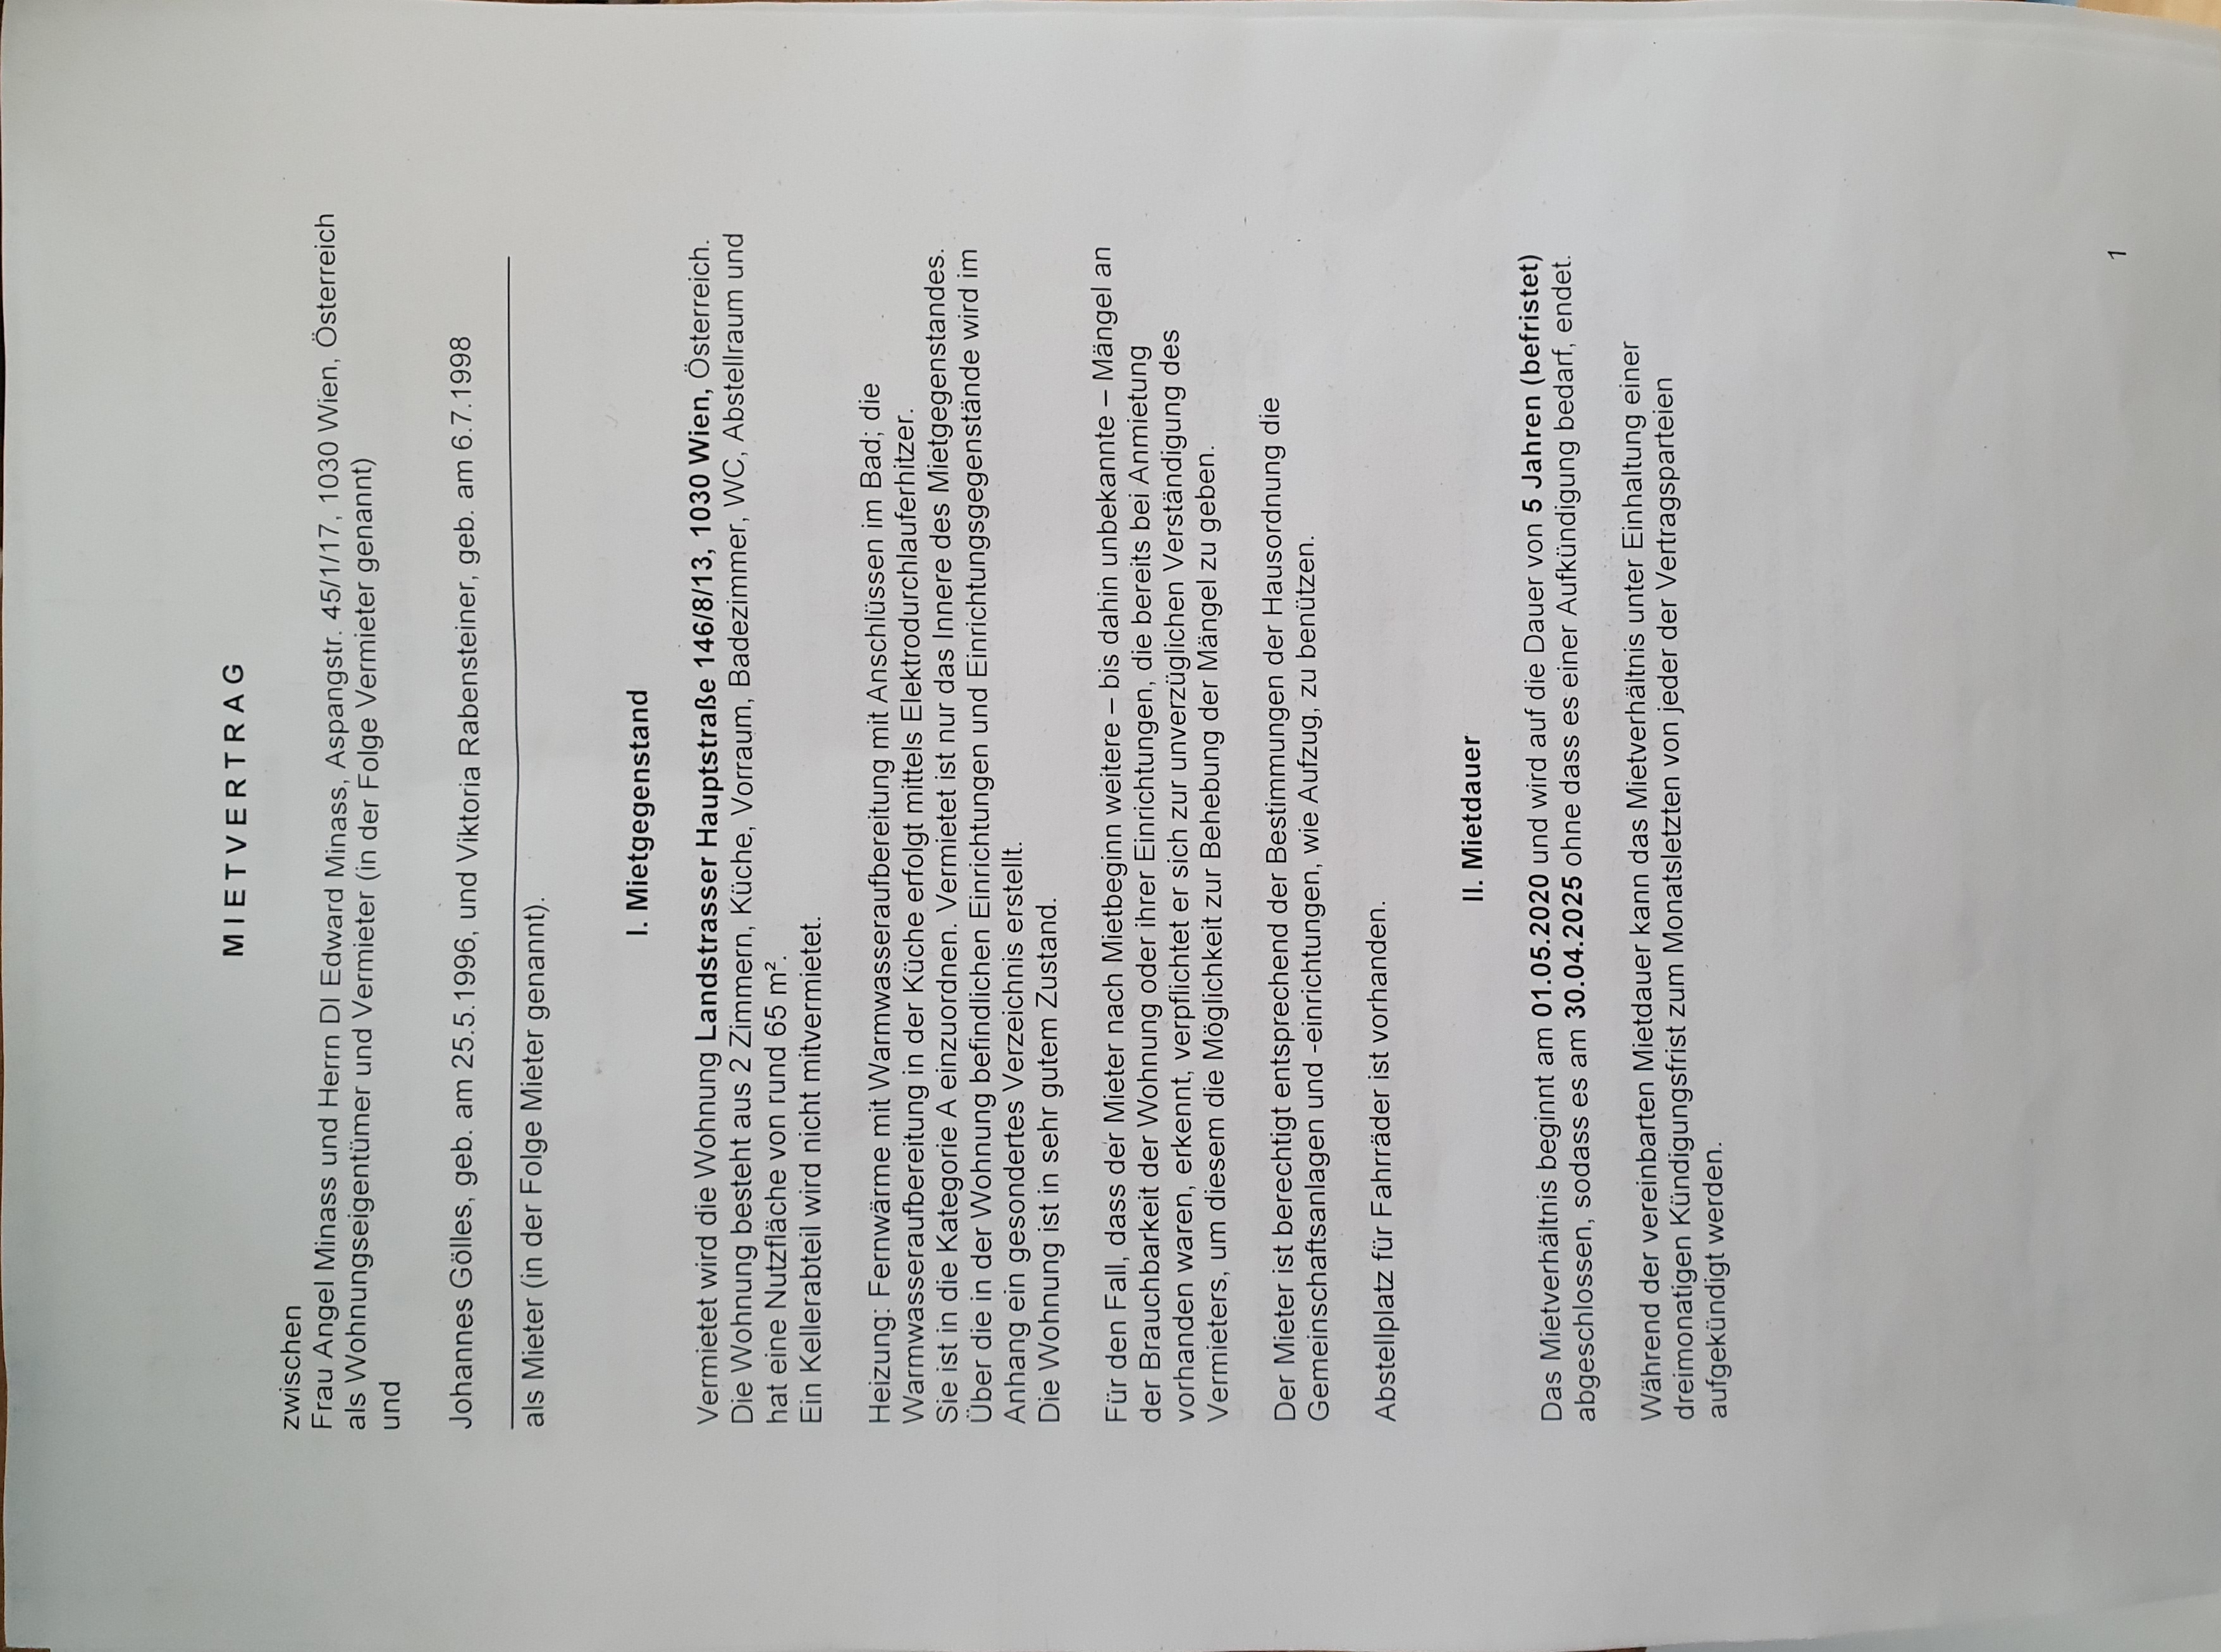 MIETVERTRAG
zwischen
Frau Angel Minass und Herrn DI Edward Minass, Aspangstr. 45/1/17, 1030 Wien, Österreich
als Wohnungseigentümer und Vermieter (in der Folge Vermieter genannt)
und
Johannes Gölles, geb. am 25.5.1996, und Viktoria Rabensteiner, geb. am 6.7.1998
als Mieter (in der Folge Mieter genannt).
I. Mietgegenstand
Vermietet wird die Wohnung Landstrasser Hauptstraße 146/8/13, 1030 Wien, Österreich.
Die Wohnung besteht aus 2 Zimmern, Küche, Vorraum, Badezimmer, WC, Abstellraum und
hat eine Nutzfläche von rund 65 m².
Ein Kellerabteil wird nicht mitvermietet.
Heizung: Fernwärme mit Warmwasseraufbereitung mit Anschlüssen im Bad; die
Warmwasseraufbereitung in der Küche erfolgt mittels Elektrodurchlauferhitzer.
Sie ist in die Kategorie A einzuordnen. Vermietet ist nur das Innere des Mietgegenstandes.
Über die in der Wohnung befindlichen Einrichtungen und Einrichtungsgegenstände wird im
Anhang ein gesondertes Verzeichnis erstellt.
Die Wohnung ist in sehr gutem Zustand.
Für den Fall, dass der Mieter nach Mietbeginn weitere – bis dahin unbekannte – Mängel an
der Brauchbarkeit der Wohnung oder ihrer Einrichtungen, die bereits bei Anmietung
vorhanden waren, erkennt, verpflichtet er sich zur unverzüglichen Verständigung des
Vermieters, um diesem die Möglichkeit zur Behebung der Mängel zu geben.
Der Mieter ist berechtigt entsprechend der Bestimmungen der Hausordnung die
Gemeinschaftsanlagen und -einrichtungen, wie Aufzug, zu benützen.
Abstellplatz für Fahrräder ist vorhanden.
II. Mietdauer
Das Mietverhältnis beginnt am 01.05.2020 und wird auf die Dauer von 5 Jahren (befristet)
abgeschlossen, sodass es am 30.04.2025 ohne dass es einer Aufkündigung bedarf, endet.
Während der vereinbarten Mietdauer kann das Mietverhältnis unter Einhaltung einer
dreimonatigen Kündigungsfrist zum Monatsletzten von jeder der Vertragsparteien
aufgekündigt werden.
1